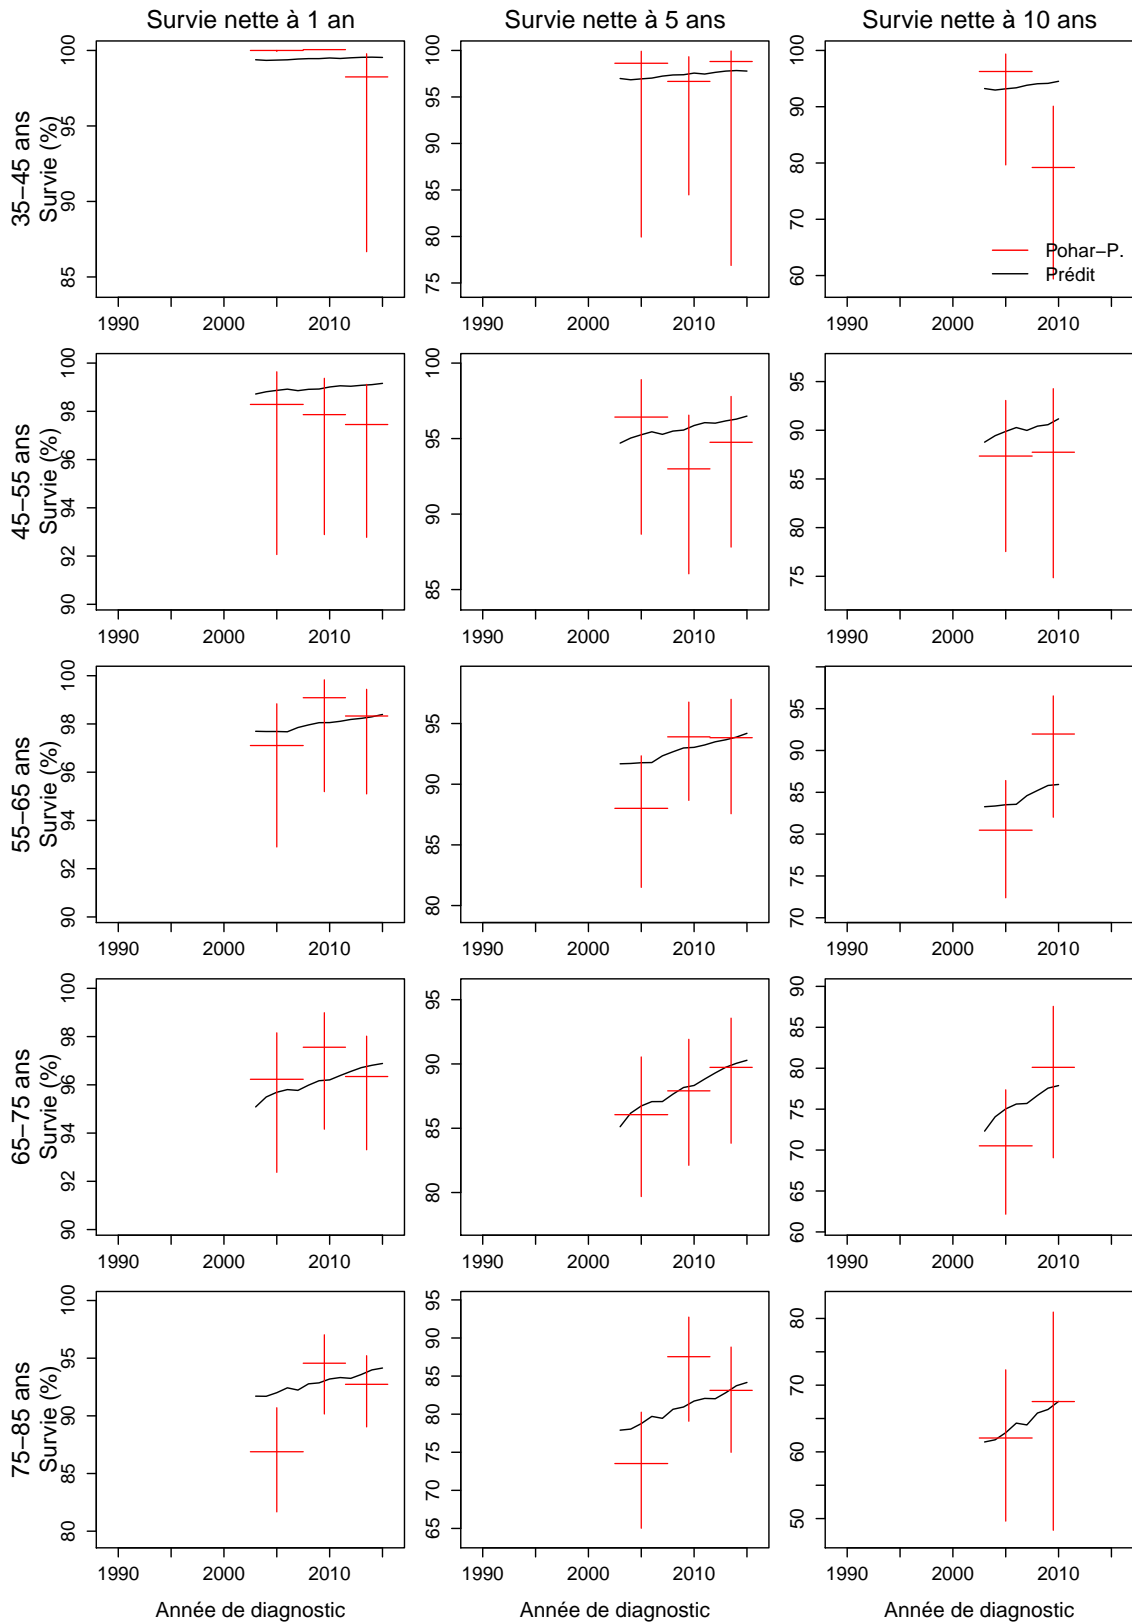 Survie nette à 1 an
Survie nette à 5 ans
Survie nette à 10 ans
35−45 ans
Survie (%)
85 90 95 100
1990 2000 2010
75 80 85 90 95 100
1990 2000 2010
60 70 80 90 100
1990 2000 2010
Pohar−P.
Prédit
45−55 ans
Survie (%)
90 92 94 96 98 100
1990 2000 2010
85 90 95 100
1990 2000 2010
75 80 85 90 95
1990 2000 2010
55−65 ans
Survie (%)
90 92 94 96 98 100
1990 2000 2010
80 85 90 95
1990 2000 2010
70 75 80 85 90 95
1990 2000 2010
65−75 ans
Survie (%)
90 92 94 96 98 100
1990 2000 2010
80 85 90 95
1990 2000 2010
60 65 70 75 80 85 90
1990 2000 2010
75−85 ans
Survie (%)
80 85 90 95 100
1990 2000 2010
65 70 75 80 85 90 95
1990 2000 2010
50 60 70 80
1990 2000 2010
Année de diagnostic
Année de diagnostic
Année de diagnostic